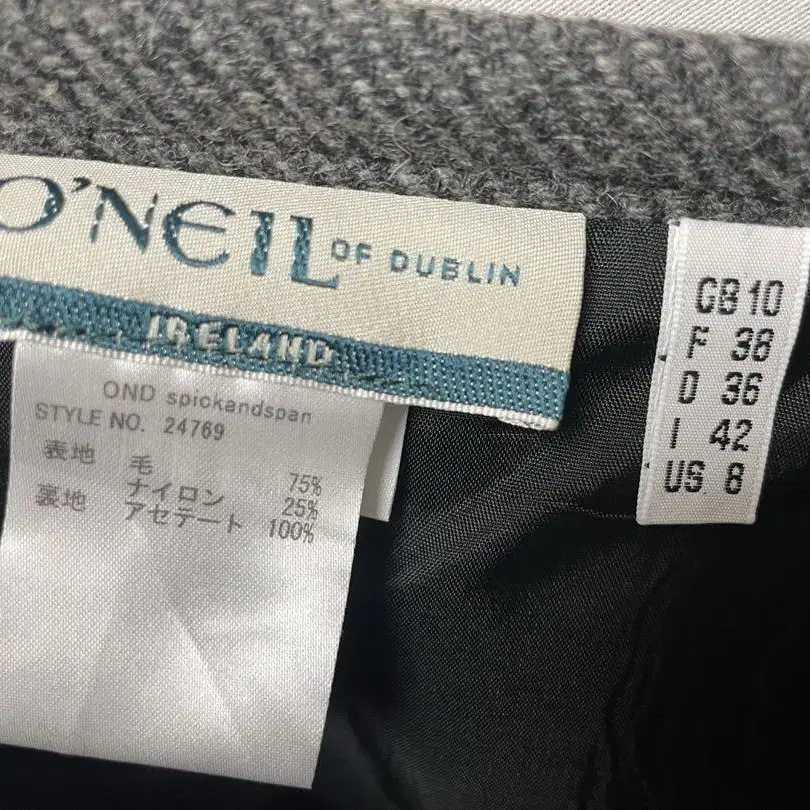 O'NEIL OF DUBLIN
IRELAND
OND spickandspan
STYLE NO. 24769
表地 毛 75%
ナイロン 25%
裏地 アセテート 100%
GB 10
F 38
D 36
I 42
US 8